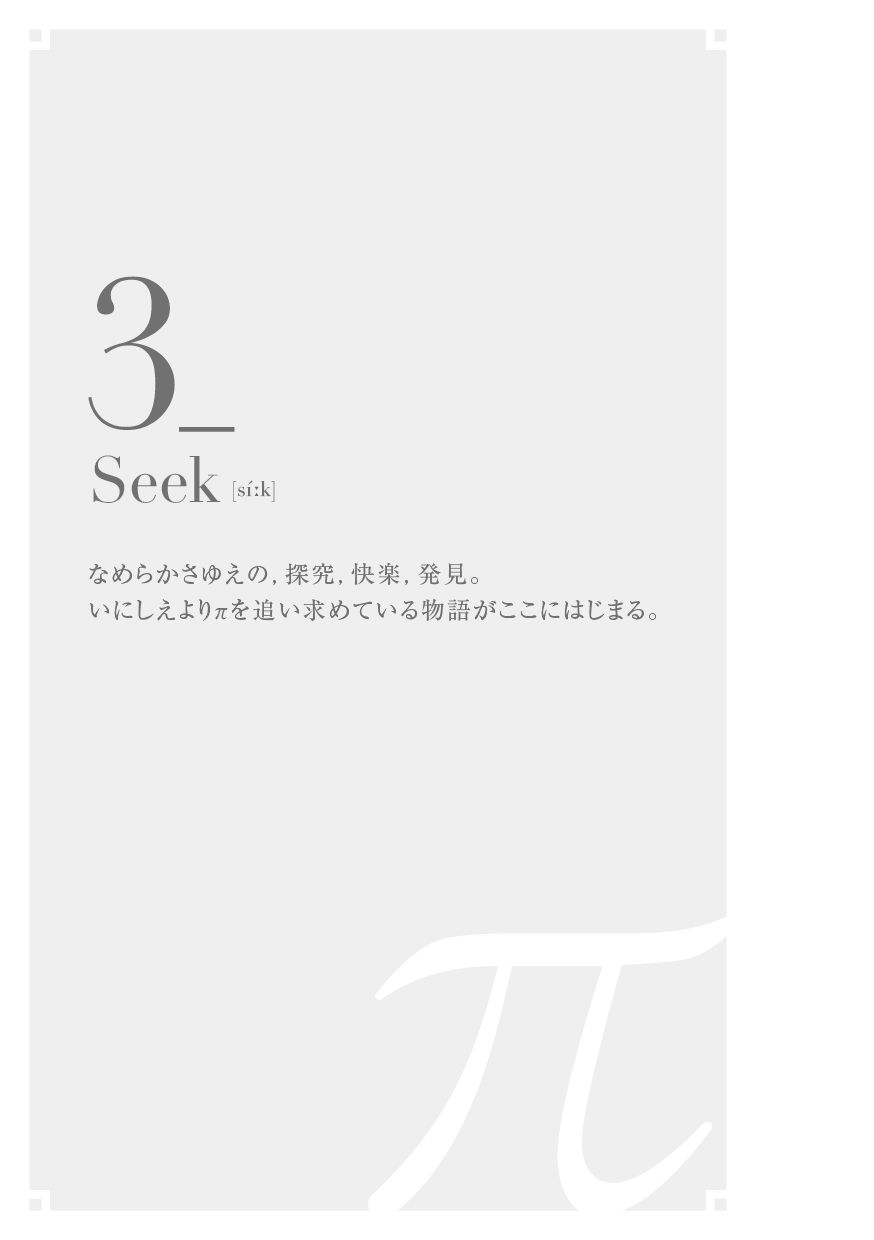 3_
Seek [síːk]
なめらかさゆえの，探究，快楽，発見。
いにしえよりπを追い求めている物語がここにはじまる。
π